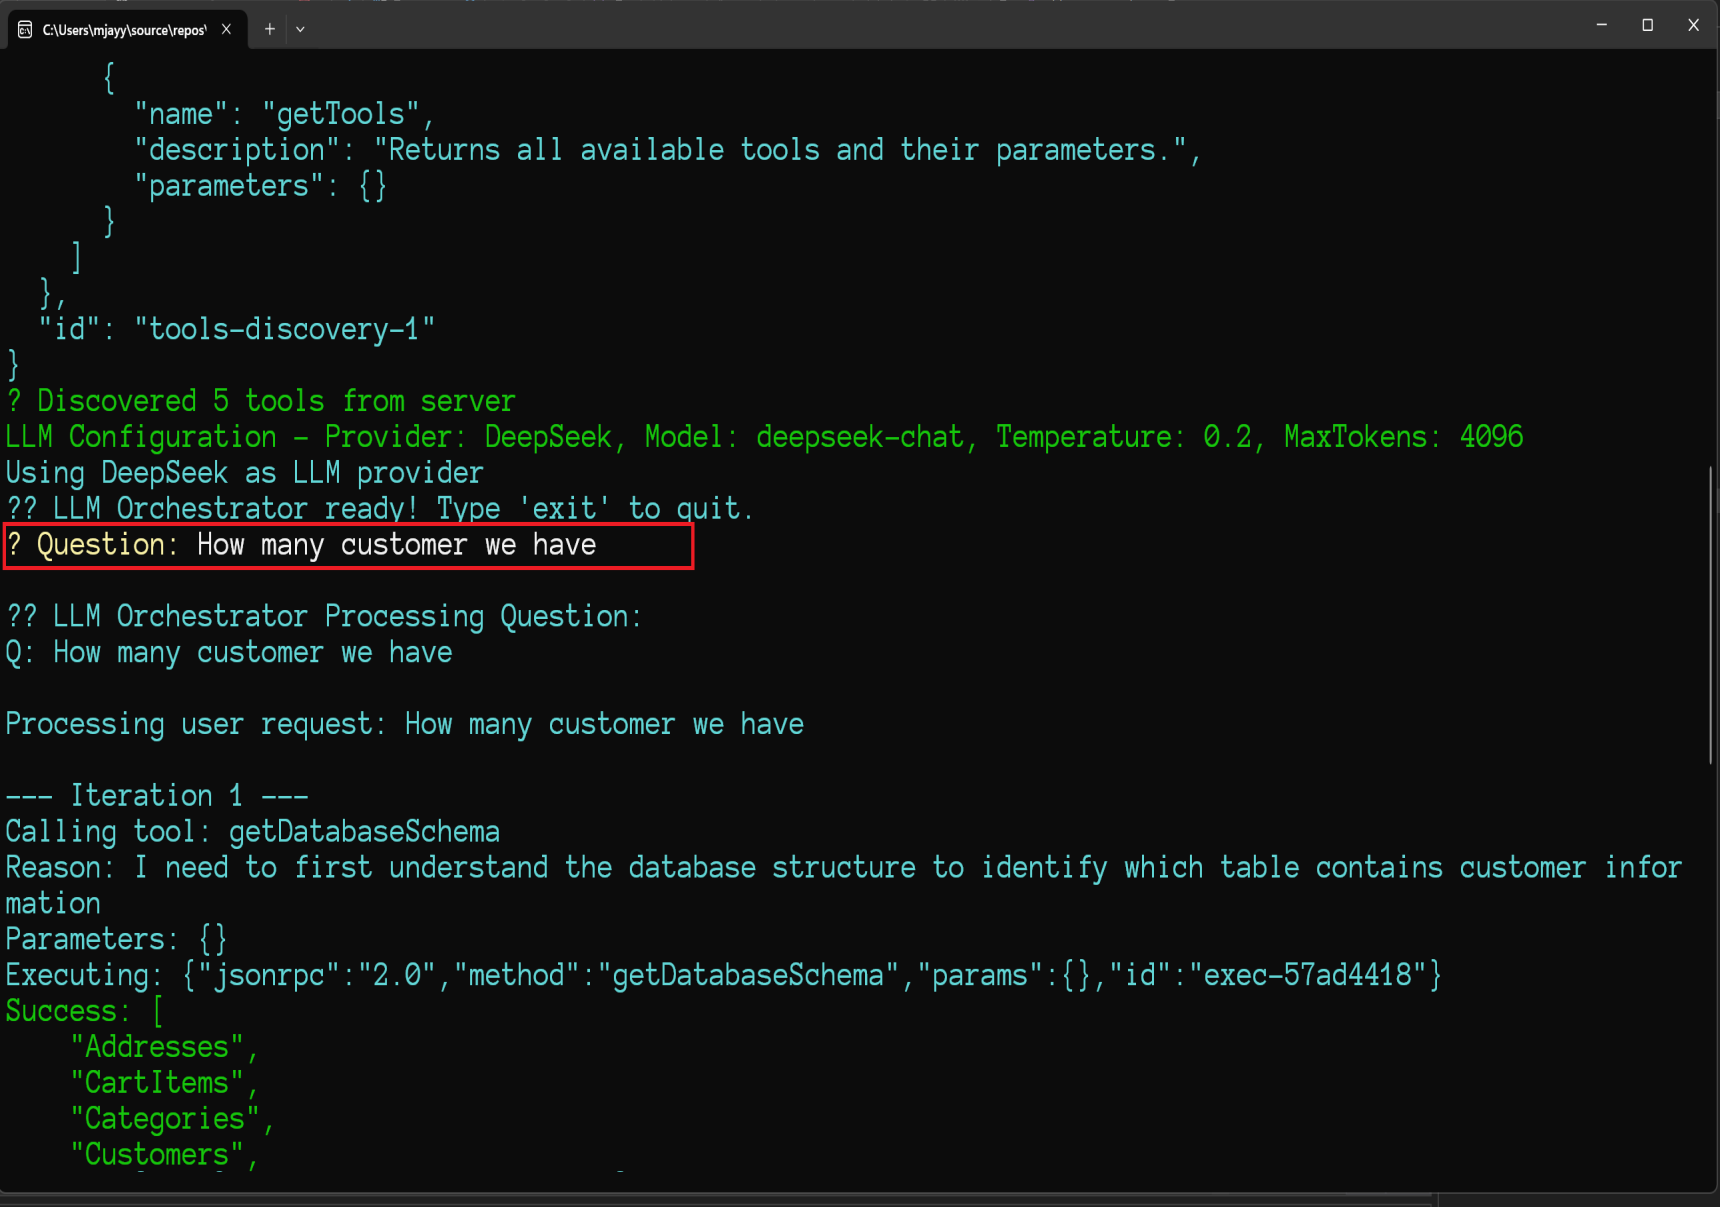 C:\Users\mjayy\source\repos'
{
"name": "getTools",
"description": "Returns all available tools and their parameters.",
"parameters": {}
}
]
},
"id": "tools-discovery-1"
}
? Discovered 5 tools from server
LLM Configuration - Provider: DeepSeek, Model: deepseek-chat, Temperature: 0.2, MaxTokens: 4096
Using DeepSeek as LLM provider
?? LLM Orchestrator ready! Type 'exit' to quit.
? Question: How many customer we have
?? LLM Orchestrator Processing Question:
Q: How many customer we have
Processing user request: How many customer we have
--- Iteration 1 ---
Calling tool: getDatabaseSchema
Reason: I need to first understand the database structure to identify which table contains customer infor
mation
Parameters: {}
Executing: {"jsonrpc":"2.0","method":"getDatabaseSchema","params":{},"id":"exec-57ad4418"}
Success: [
"Addresses",
"CartItems",
"Categories",
"Customers",